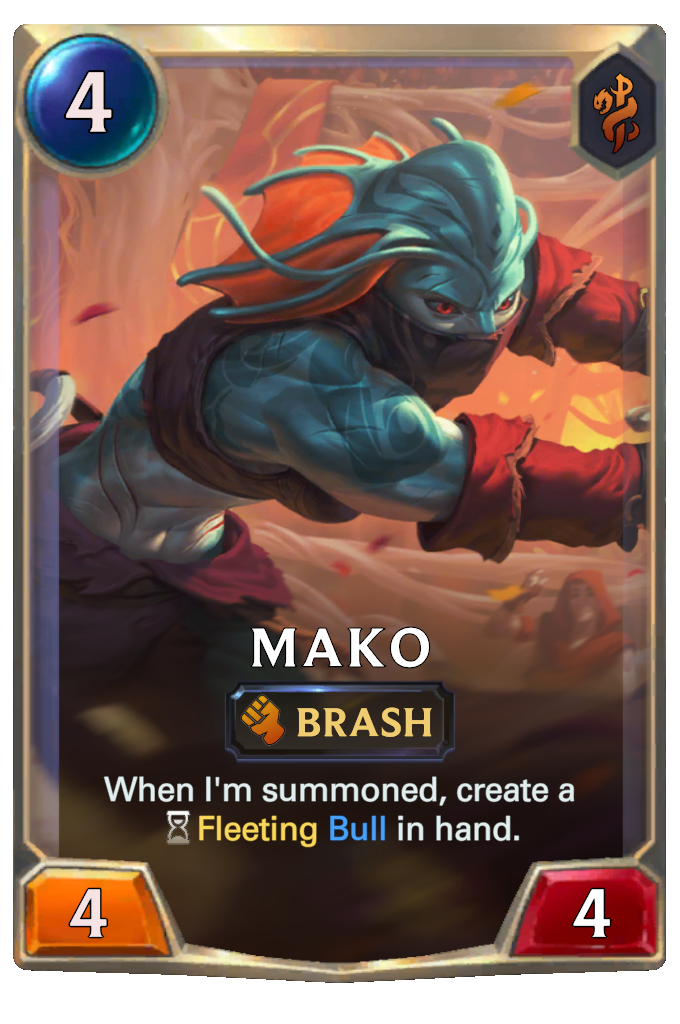 4
MAKO
BRASH
When I'm summoned, create a
Fleeting Bull in hand.
4
4